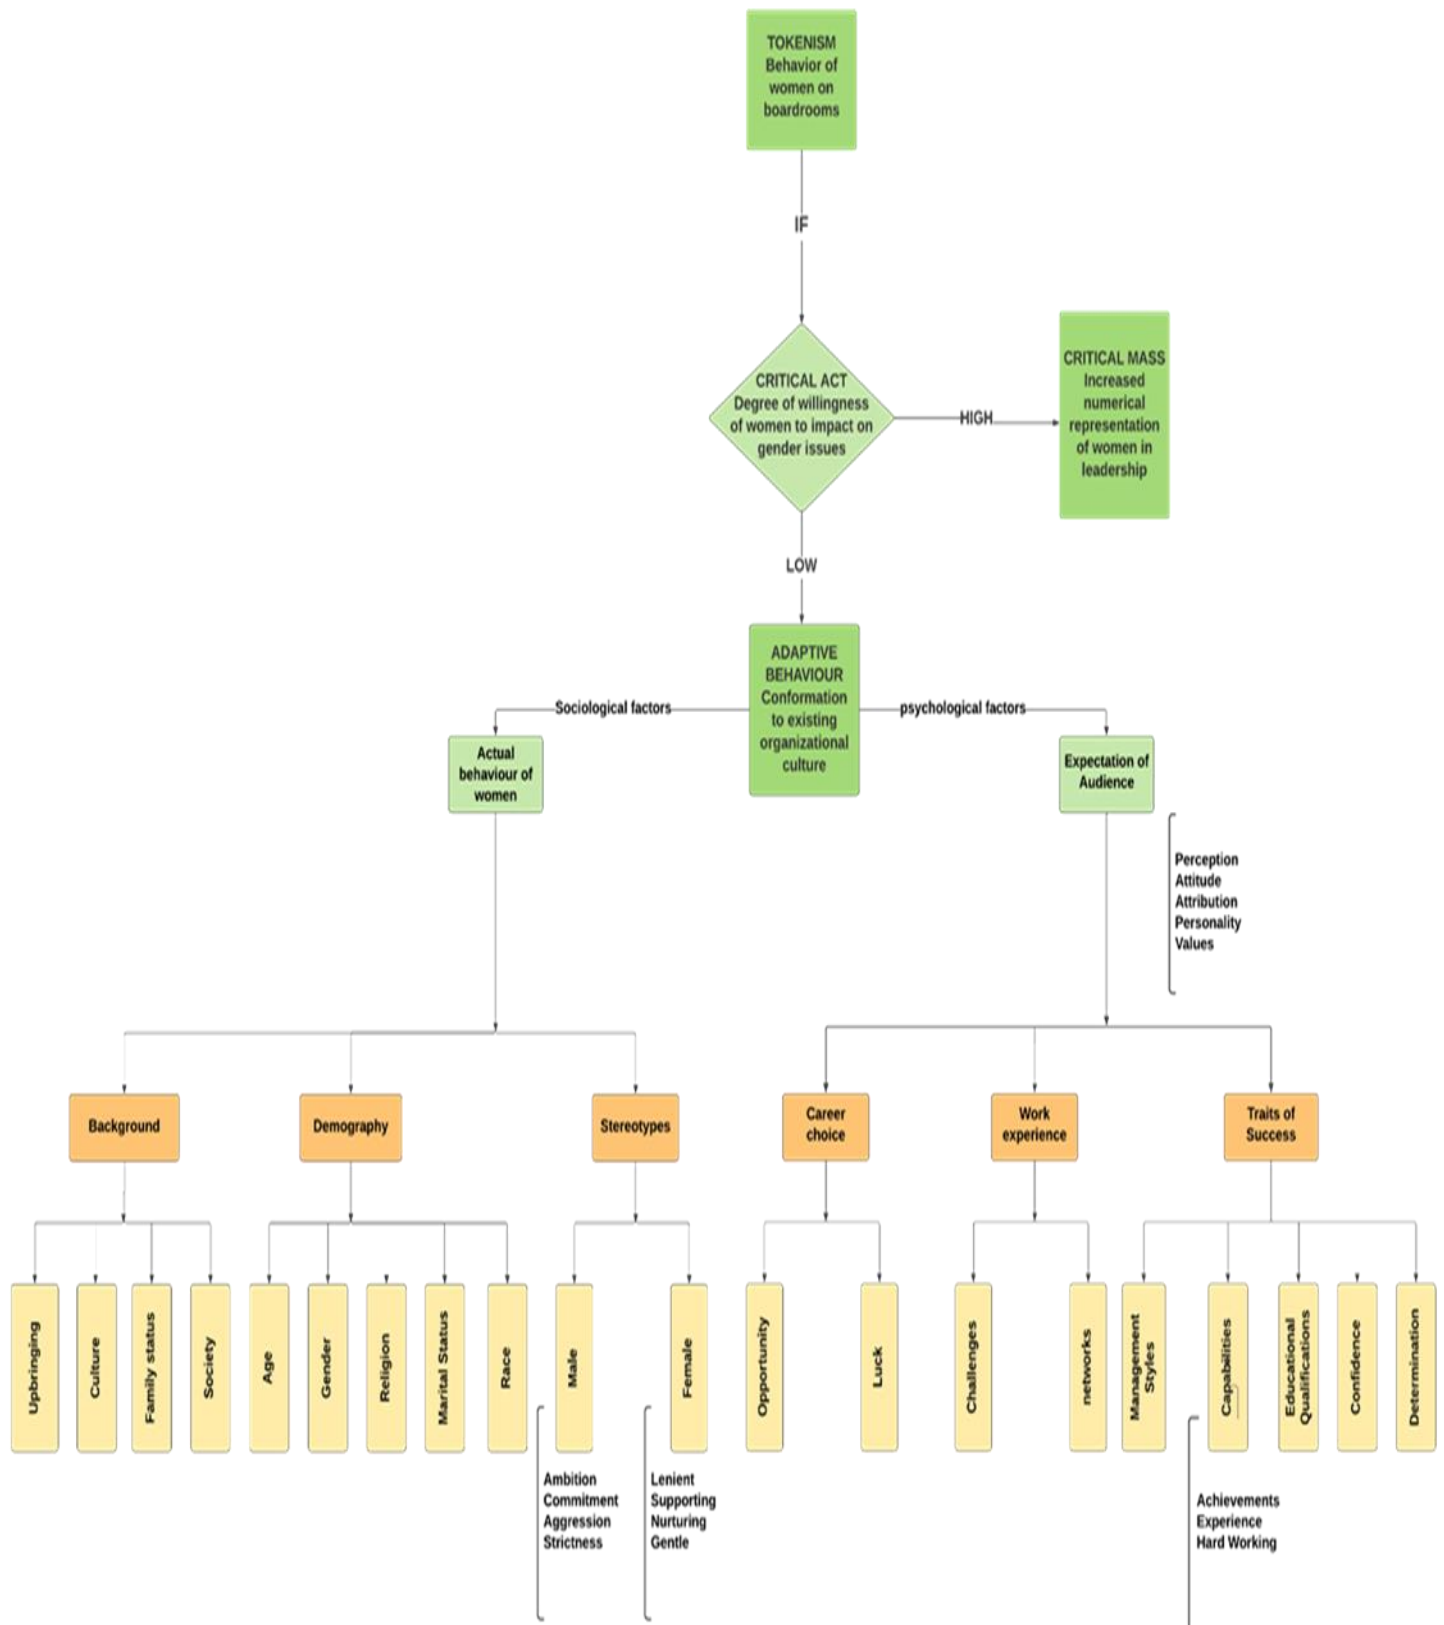 TOKENISM
Behavior of
women on
boardrooms
IF
CRITICAL ACT
Degree of willingness
of women to impact on
gender issues
HIGH
CRITICAL MASS
Increased
numerical
representation
of women in
leadership
LOW
ADAPTIVE
BEHAVIOUR
Conformation
to existing
organizational
culture
Sociological factors
psychological factors
Actual
behaviour of
women
Expectation of
Audience
Perception
Attitude
Attribution
Personality
Values
Background
Demography
Stereotypes
Career
choice
Work
experience
Traits of
Success
Upbringing
Culture
Family status
Society
Age
Gender
Religion
Marital Status
Race
Male
Female
Opportunity
Luck
Challenges
networks
Management
Styles
Capabilities
Educational
Qualifications
Confidence
Determination
Ambition
Commitment
Aggression
Strictness
Lenient
Supporting
Nurturing
Gentle
Achievements
Experience
Hard Working